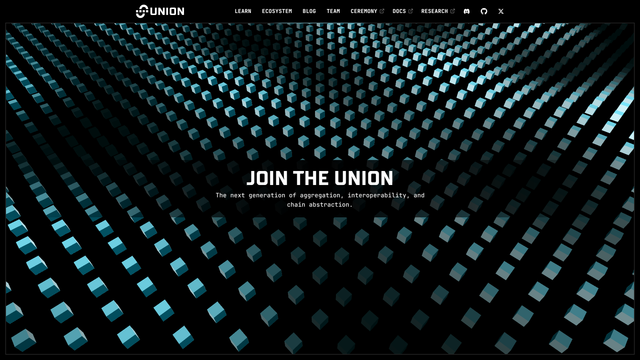 UNION
LEARN ECOSYSTEM BLOG TEAM CEREMONY DOCS RESEARCH
JOIN THE UNION
The next generation of aggregation, interoperability, and
chain abstraction.